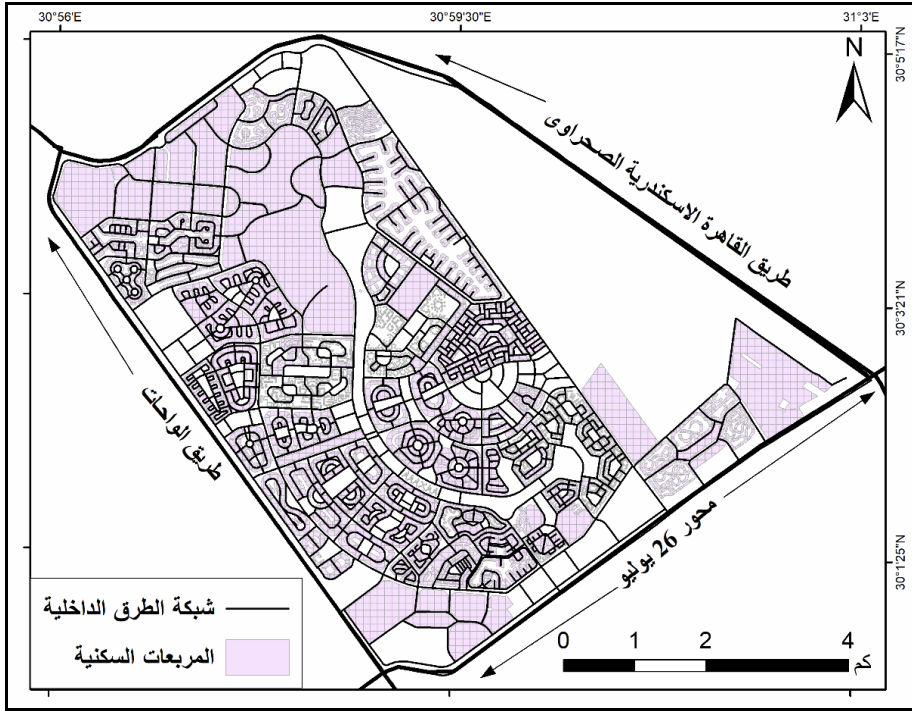 30°56'E
30°59'30"E
31°3'E
30°5'17"N
30°3'21"N
30°1'25"N
N
طريق القاهرة الاسكندرية الصحراوى
طريق الواحات
محور 26 يوليو
شبكة الطرق الداخلية
المربعات السكنية
0 1 2 4
كم